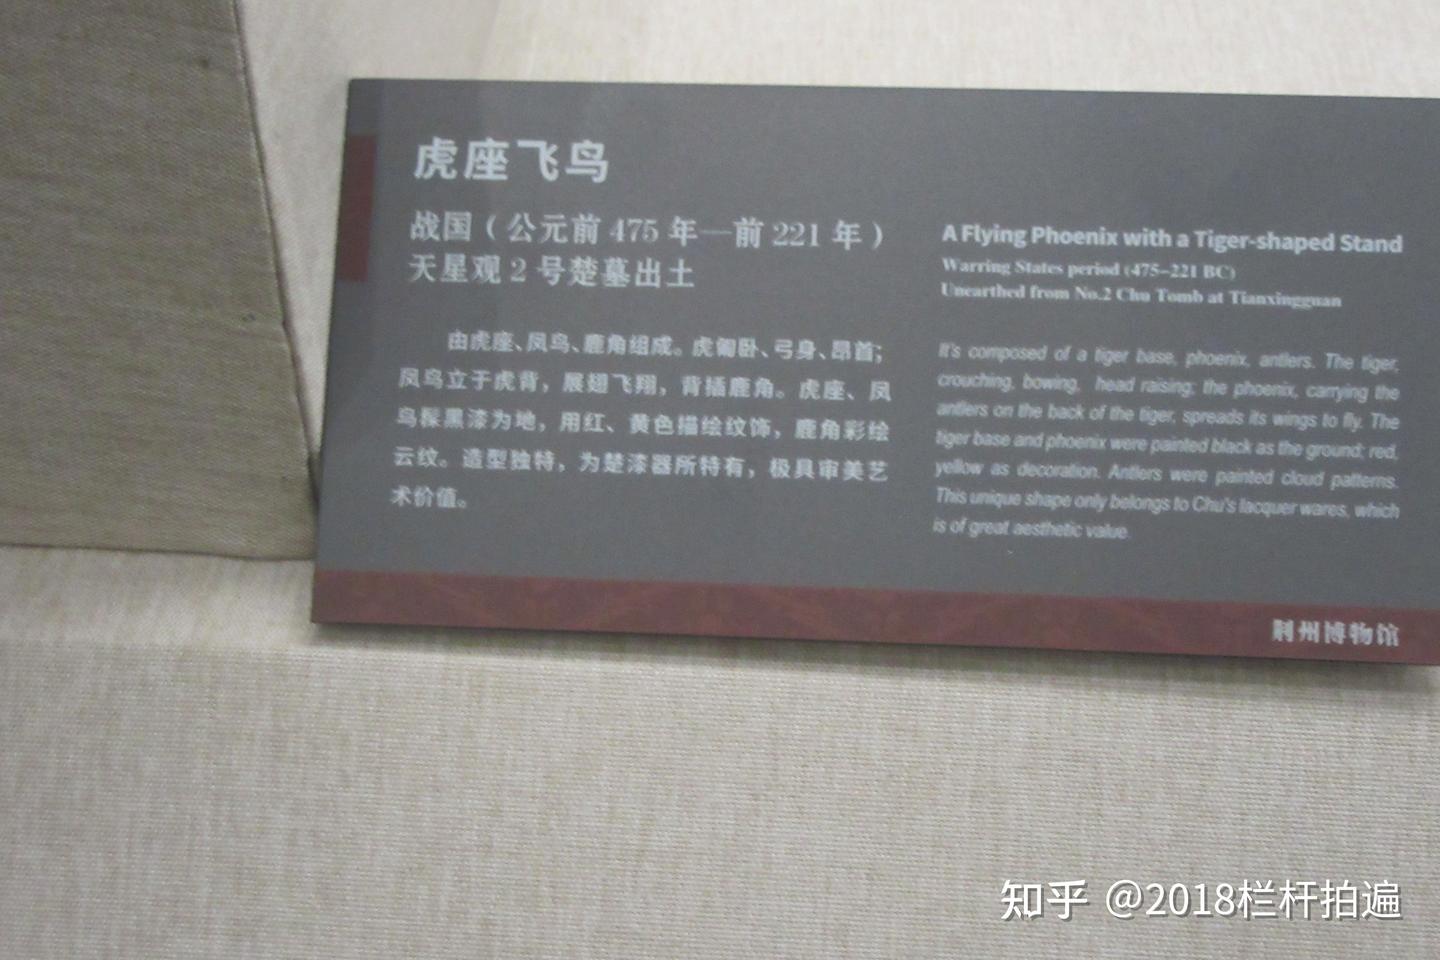 虎座飞鸟
战国（公元前 475 年—前 221 年）
天星观 2 号楚墓出土
由虎座、凤鸟、鹿角组成。虎匍卧、弓身、昂首；
凤鸟立于虎背，展翅飞翔，背插鹿角。虎座、凤
鸟髹黑漆为地，用红、黄色描绘纹饰，鹿角彩绘
云纹。造型独特，为楚漆器所特有，极具审美艺
术价值。
A Flying Phoenix with a Tiger-shaped Stand
Warring States period (475–221 BC)
Unearthed from No.2 Chu Tomb at Tianxingguan
It's composed of a tiger base, phoenix, antlers. The tiger,
crouching, bowing, head raising; the phoenix, carrying the
antlers on the back of the tiger, spreads its wings to fly. The
tiger base and phoenix were painted black as the ground; red,
yellow as decoration. Antlers were painted cloud patterns.
This unique shape only belongs to Chu's lacquer wares, which
is of great aesthetic value.
荆州博物馆
知乎 @2018栏杆拍遍